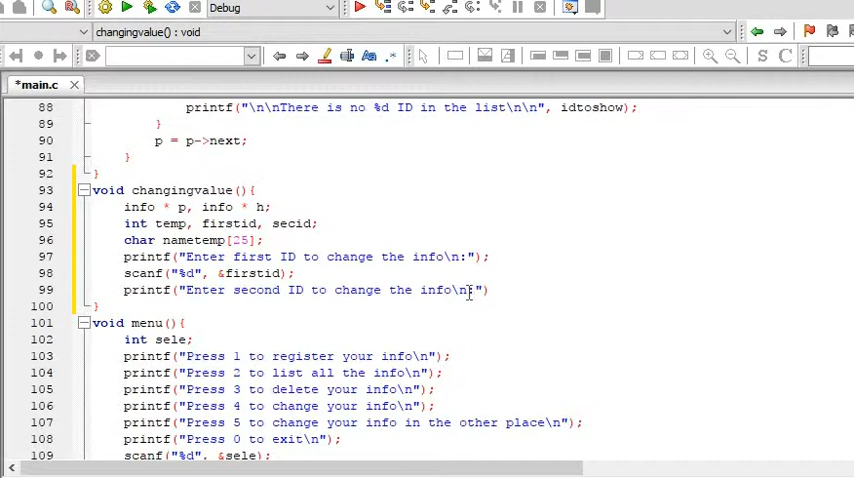 Debug
changingvalue() : void
Aa .*
S C
*main.c
88 printf("\n\nThere is no %d ID in the list\n\n", idtoshow);
89 }
90 p = p->next;
91 }
92 }
93 void changingvalue(){
94 info * p, info * h;
95 int temp, firstid, secid;
96 char nametemp[25];
97 printf("Enter first ID to change the info\n:");
98 scanf("%d", &firstid);
99 printf("Enter second ID to change the info\n:")
100 }
101 void menu(){
102 int sele;
103 printf("Press 1 to register your info\n");
104 printf("Press 2 to list all the info\n");
105 printf("Press 3 to delete your info\n");
106 printf("Press 4 to change your info\n");
107 printf("Press 5 to change your info in the other place\n");
108 printf("Press 0 to exit\n");
109 scanf("%d", &sele);